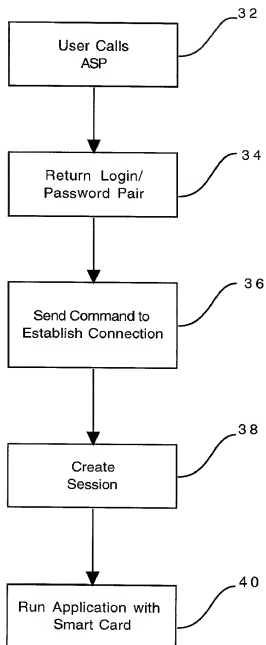 32
User Calls
ASP
34
Return Login/
Password Pair
36
Send Command to
Establish Connection
38
Create
Session
40
Run Application with
Smart Card